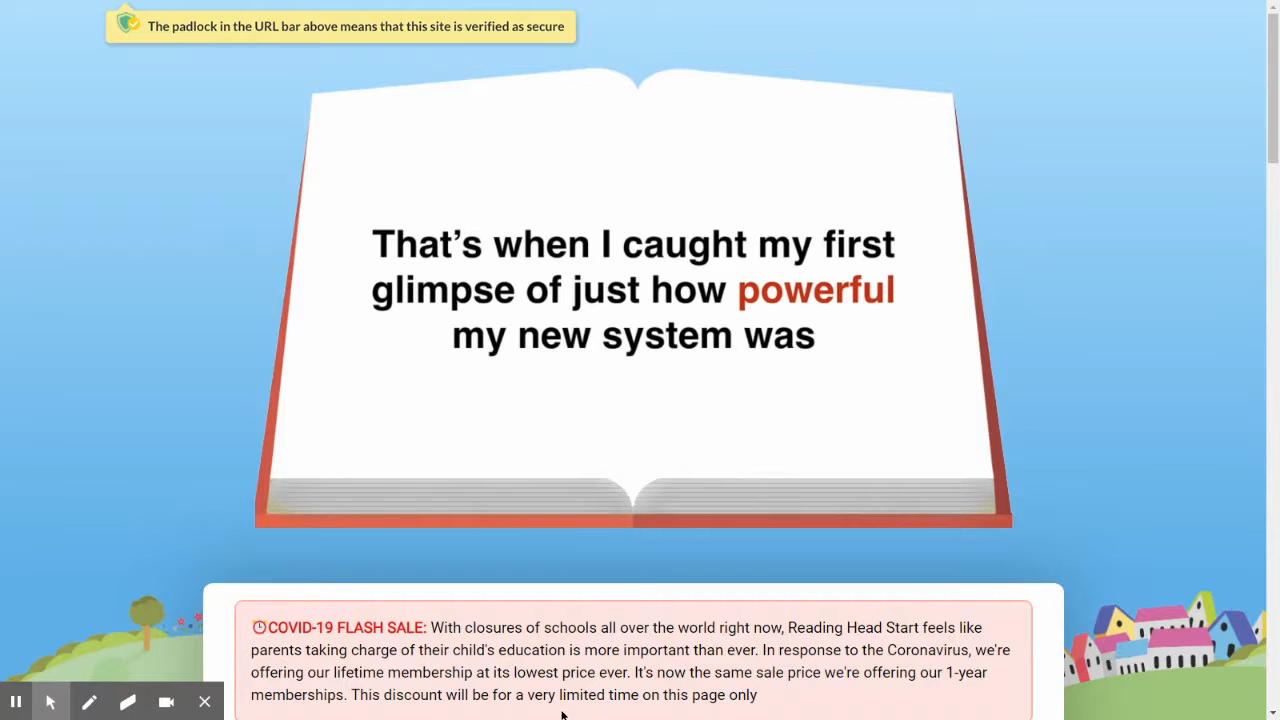 The padlock in the URL bar above means that this site is verified as secure
That’s when I caught my first
glimpse of just how powerful
my new system was
COVID-19 FLASH SALE: With closures of schools all over the world right now, Reading Head Start feels like
parents taking charge of their child's education is more important than ever. In response to the Coronavirus, we're
offering our lifetime membership at its lowest price ever. It's now the same sale price we're offering our 1-year
memberships. This discount will be for a very limited time on this page only